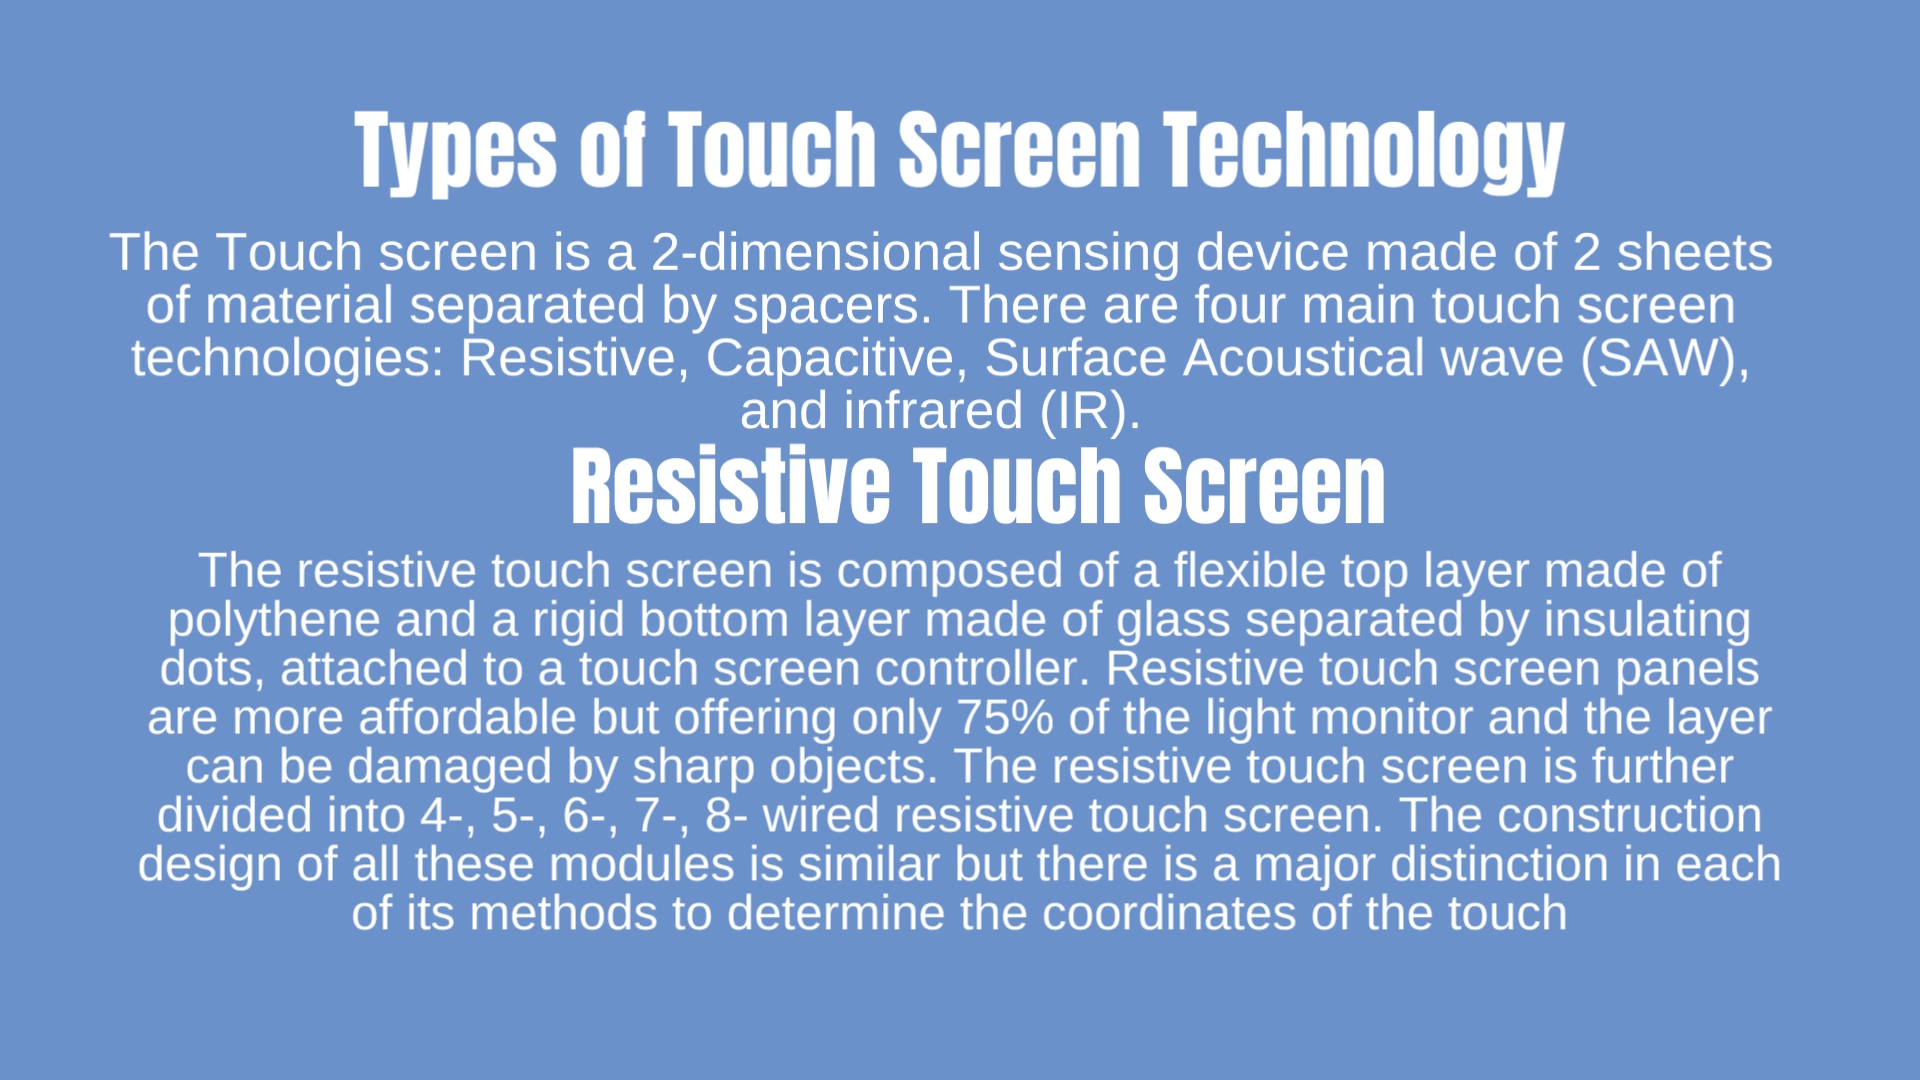 Types of Touch Screen Technology
The Touch screen is a 2-dimensional sensing device made of 2 sheets
of material separated by spacers. There are four main touch screen
technologies: Resistive, Capacitive, Surface Acoustical wave (SAW),
and infrared (IR).
Resistive Touch Screen
The resistive touch screen is composed of a flexible top layer made of
polythene and a rigid bottom layer made of glass separated by insulating
dots, attached to a touch screen controller. Resistive touch screen panels
are more affordable but offering only 75% of the light monitor and the layer
can be damaged by sharp objects. The resistive touch screen is further
divided into 4-, 5-, 6-, 7-, 8- wired resistive touch screen. The construction
design of all these modules is similar but there is a major distinction in each
of its methods to determine the coordinates of the touch